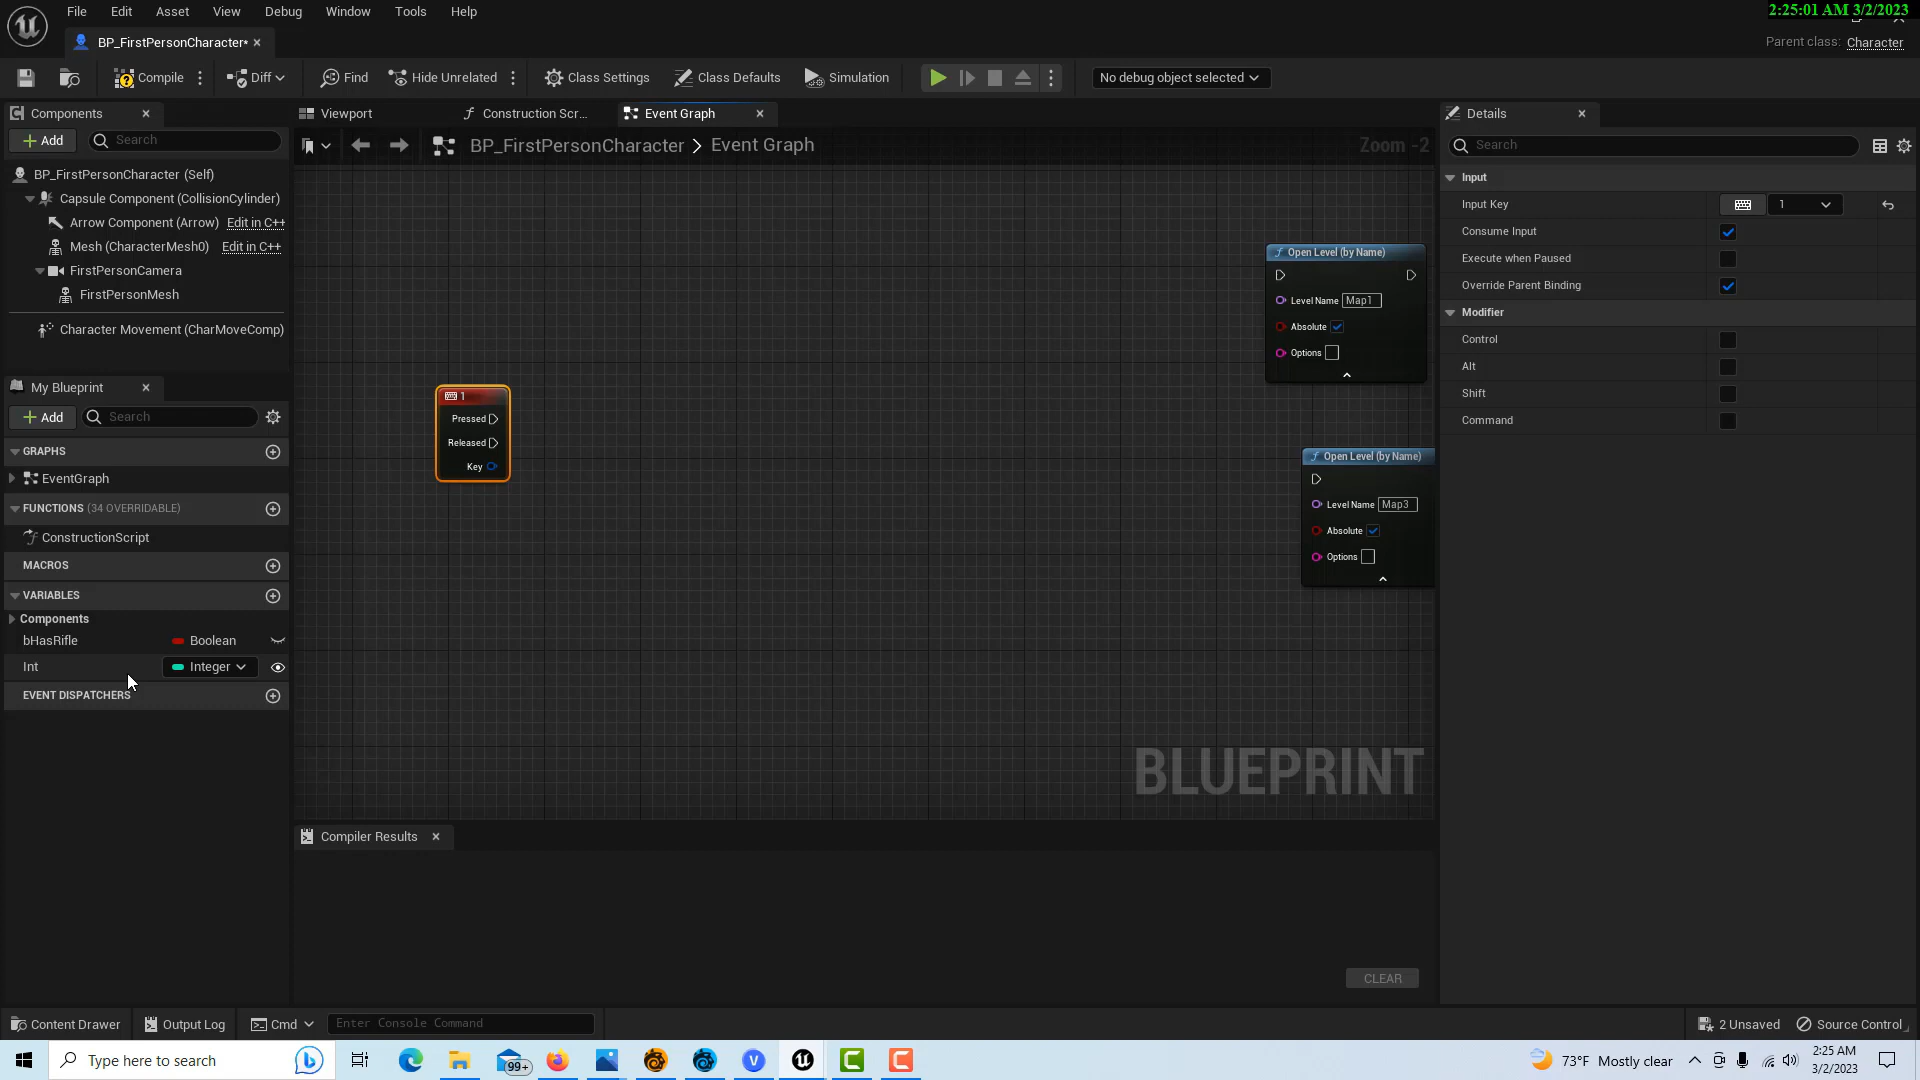 File Edit Asset View Debug Window Tools Help
2:25:01 AM 3/2/2023
BP_FirstPersonCharacter*
Parent class: Character
Compile Diff Find Hide Unrelated Class Settings Class Defaults Simulation No debug object selected
Components
Add Search
BP_FirstPersonCharacter (Self)
Capsule Component (CollisionCylinder)
Arrow Component (Arrow) Edit in C++
Mesh (CharacterMesh0) Edit in C++
FirstPersonCamera
FirstPersonMesh
Character Movement (CharMoveComp)
My Blueprint
Add Search
GRAPHS
EventGraph
FUNCTIONS (34 OVERRIDABLE)
ConstructionScript
MACROS
VARIABLES
Components
bHasRifle Boolean
Int Integer
EVENT DISPATCHERS
Viewport Construction Scr... Event Graph
BP_FirstPersonCharacter > Event Graph
Zoom -2
1
Pressed
Released
Key
Open Level (by Name)
Level Name Map1
Absolute
Options
Open Level (by Name)
Level Name Map3
Absolute
Options
BLUEPRINT
Compiler Results
CLEAR
Details
Search
Input
Input Key 1
Consume Input
Execute when Paused
Override Parent Binding
Modifier
Control
Alt
Shift
Command
Content Drawer Output Log Cmd Enter Console Command
2 Unsaved Source Control
Type here to search
99+
73°F Mostly clear
2:25 AM
3/2/2023